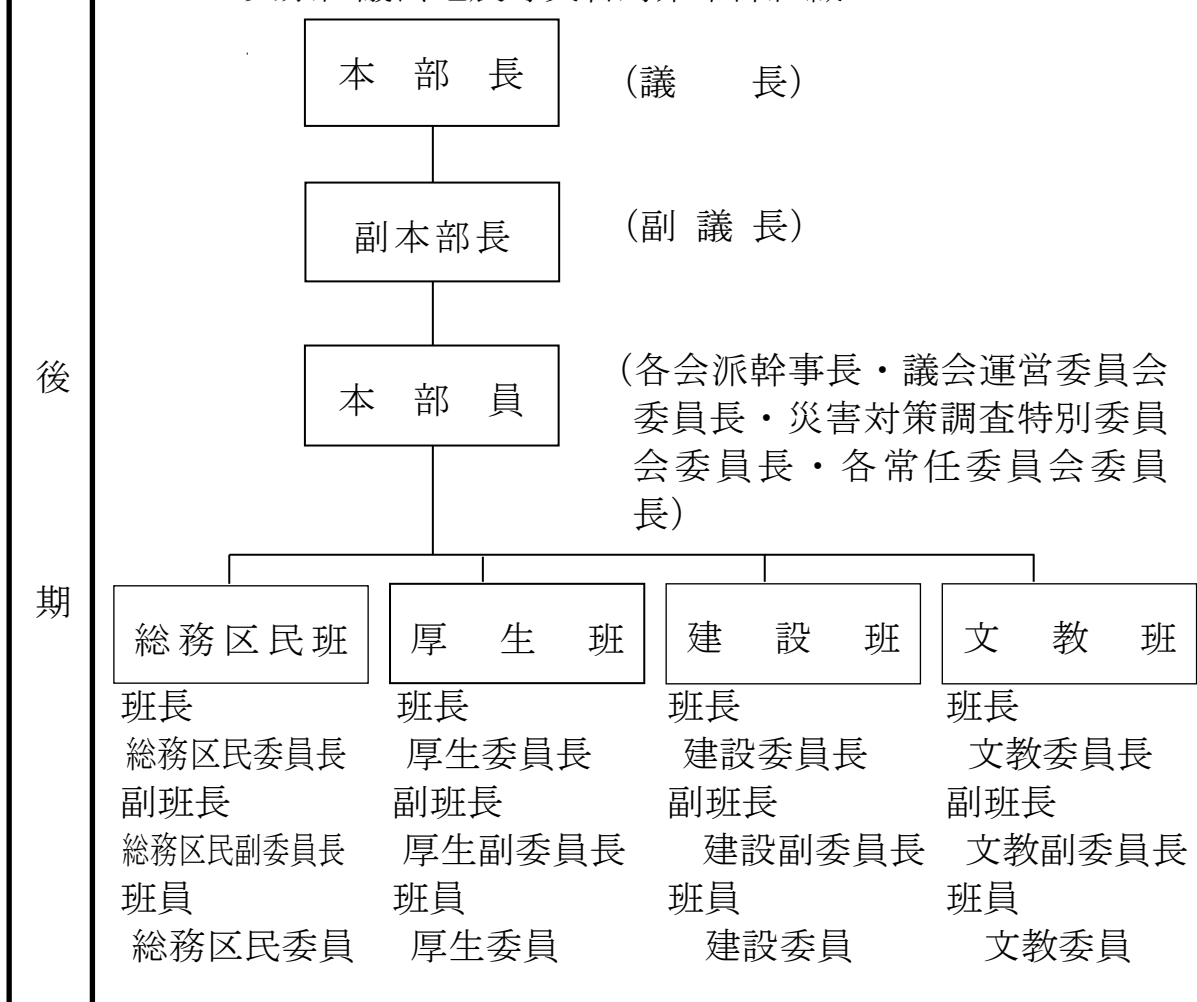 本部長
（議長）
副本部長
（副議長）
後
本部員
（各会派幹事長・議会運営委員会
委員長・災害対策調査特別委員
会委員長・各常任委員会委員
長）
期
総務区民班 厚生班 建設班 文教班
班長 班長 班長 班長
総務区民委員長 厚生委員長 建設委員長 文教委員長
副班長 副班長 副班長 副班長
総務区民副委員長 厚生副委員長 建設副委員長 文教副委員長
班員 班員 班員 班員
総務区民委員 厚生委員 建設委員 文教委員